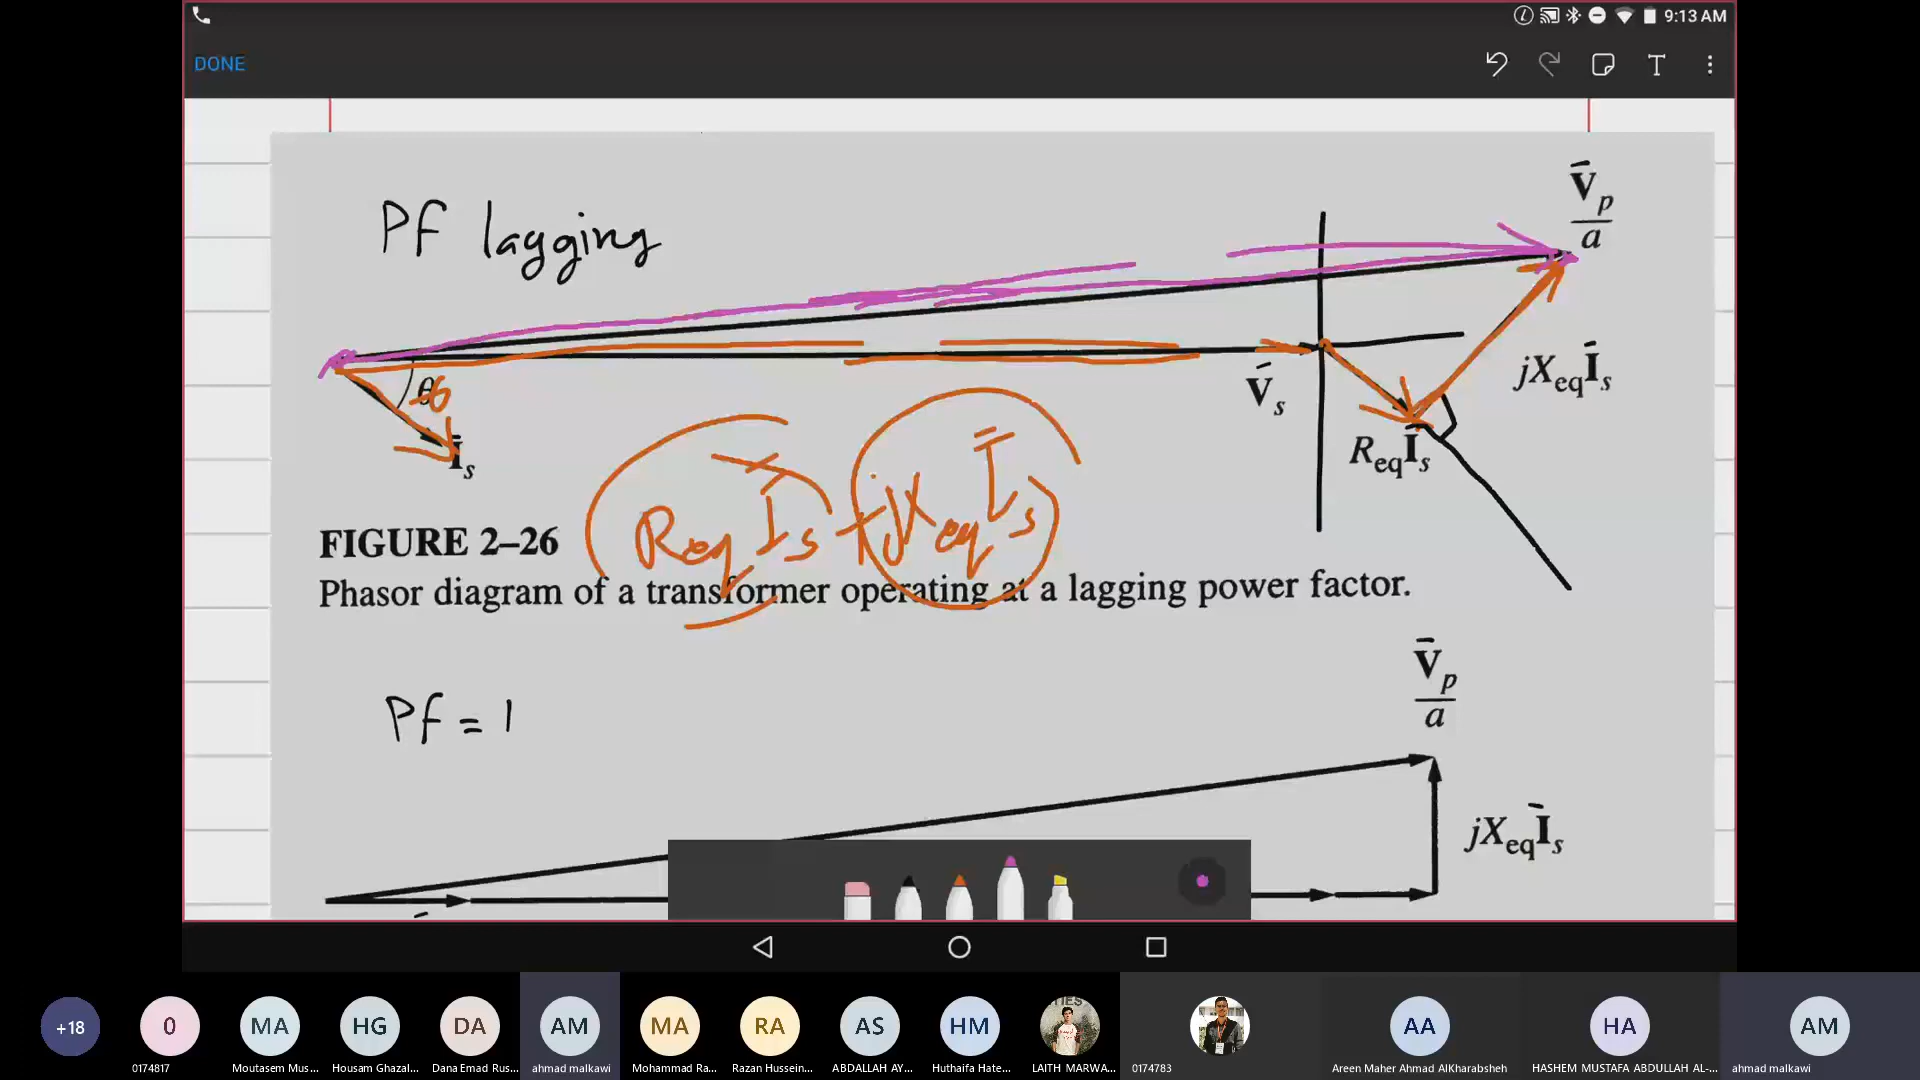 9:13 AM
DONE
V̄p
a
Pf lagging
θ
V̄s
jXeqĪs
ReqĪs
Īs
Req Īs + jXeq Īs
FIGURE 2–26
Phasor diagram of a transformer operating at a lagging power factor.
V̄p
a
Pf = 1
jXeqĪs
+18
0
MA
HG
DA
AM
MA
RA
AS
HM
AA
HA
AM
0174817
Moutasem Mus...
Housam Ghazal...
Dana Emad Rus...
ahmad malkawi
Mohammad Ra...
Razan Hussein...
ABDALLAH AY...
Huthaifa Hate...
LAITH MARWA...
0174783
Areen Maher Ahmad AlKharabsheh
HASHEM MUSTAFA ABDULLAH AL-...
ahmad malkawi